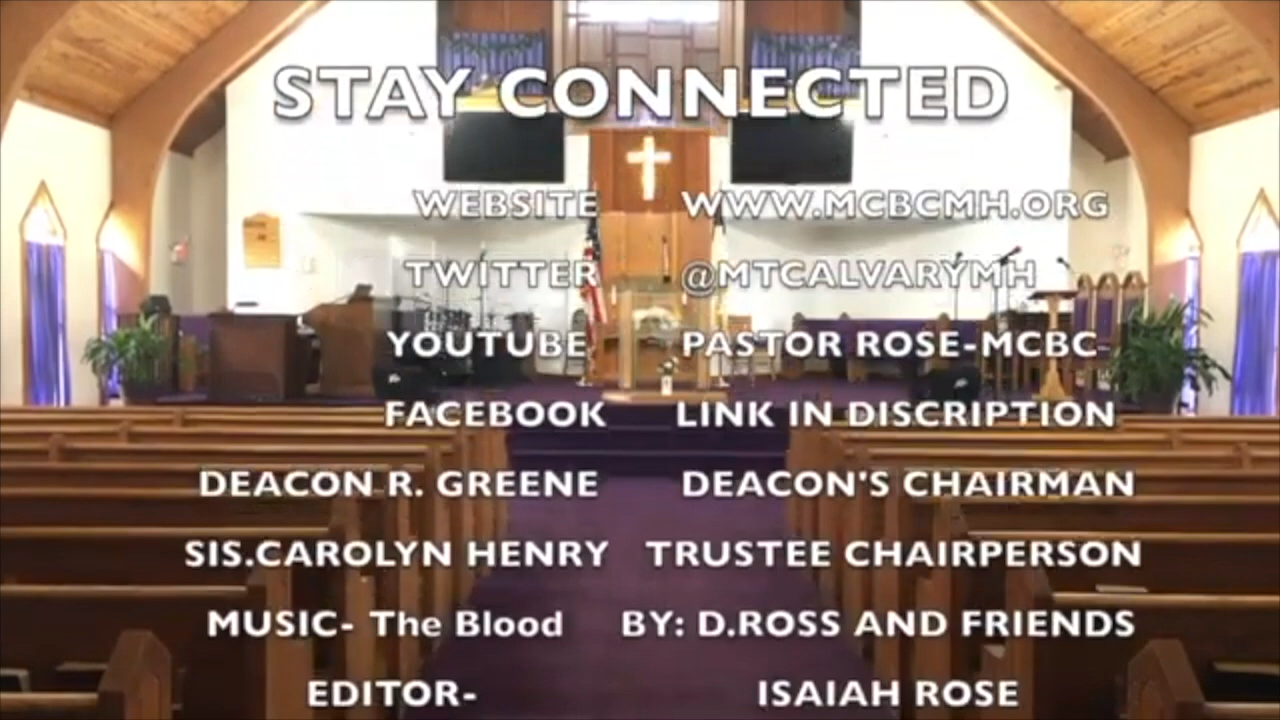 STAY CONNECTED
WEBSITE WWW.MCBCMH.ORG
TWITTER @MTCALVARYMH
YOUTUBE PASTOR ROSE-MCBC-
FACEBOOK LINK IN DISCRIPTION
DEACON R. GREENE DEACON'S CHAIRMAN
SIS.CAROLYN HENRY TRUSTEE CHAIRPERSON
MUSIC- The Blood BY: D.ROSS AND FRIENDS
EDITOR- ISAIAH ROSE